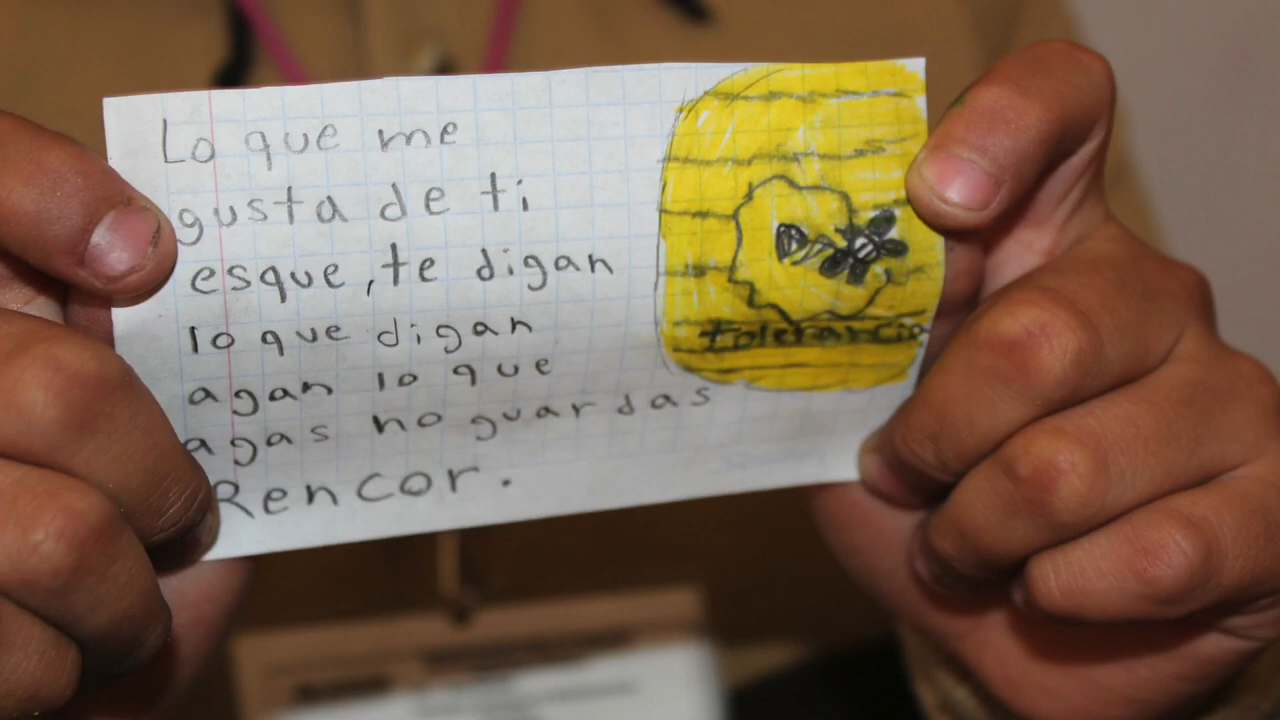 Lo que me
gusta de ti
esque, te digan
lo que digan
agan lo que
agas no guardas
Rencor.
tolerancia